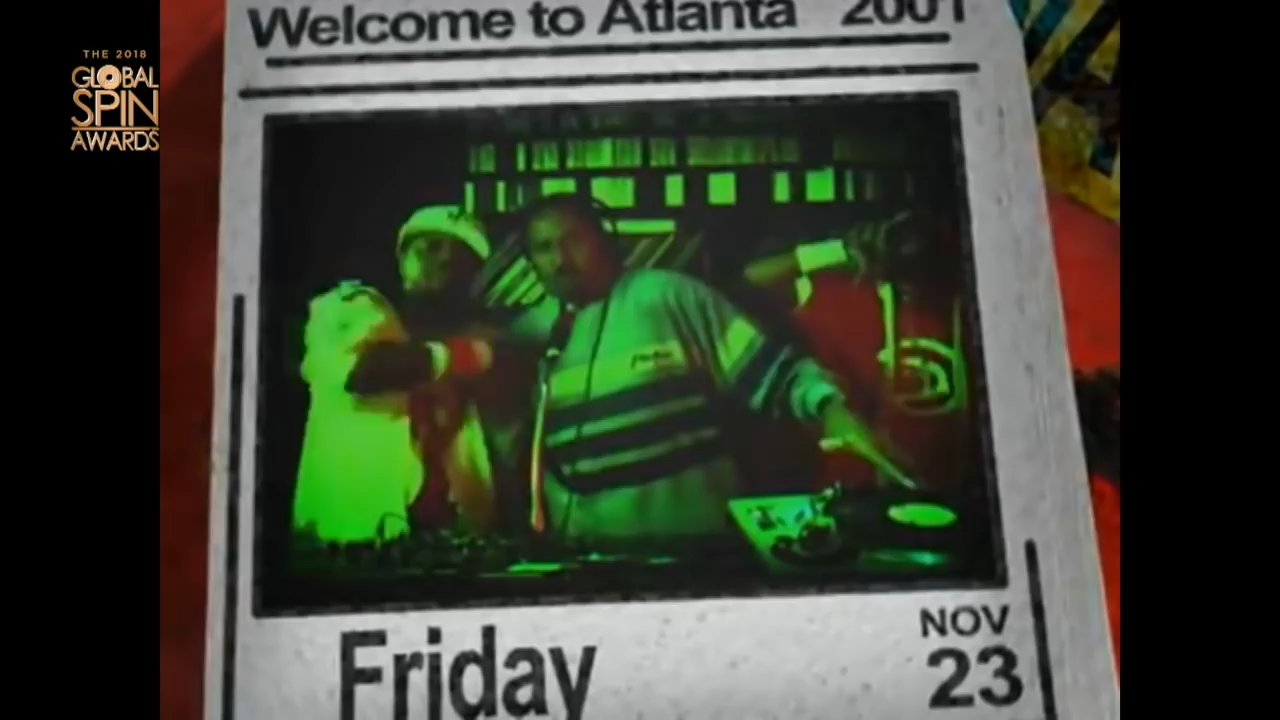 THE 2018
GLOBAL
SPIN
AWARDS
Welcome to Atlanta 2001
Friday
NOV
23